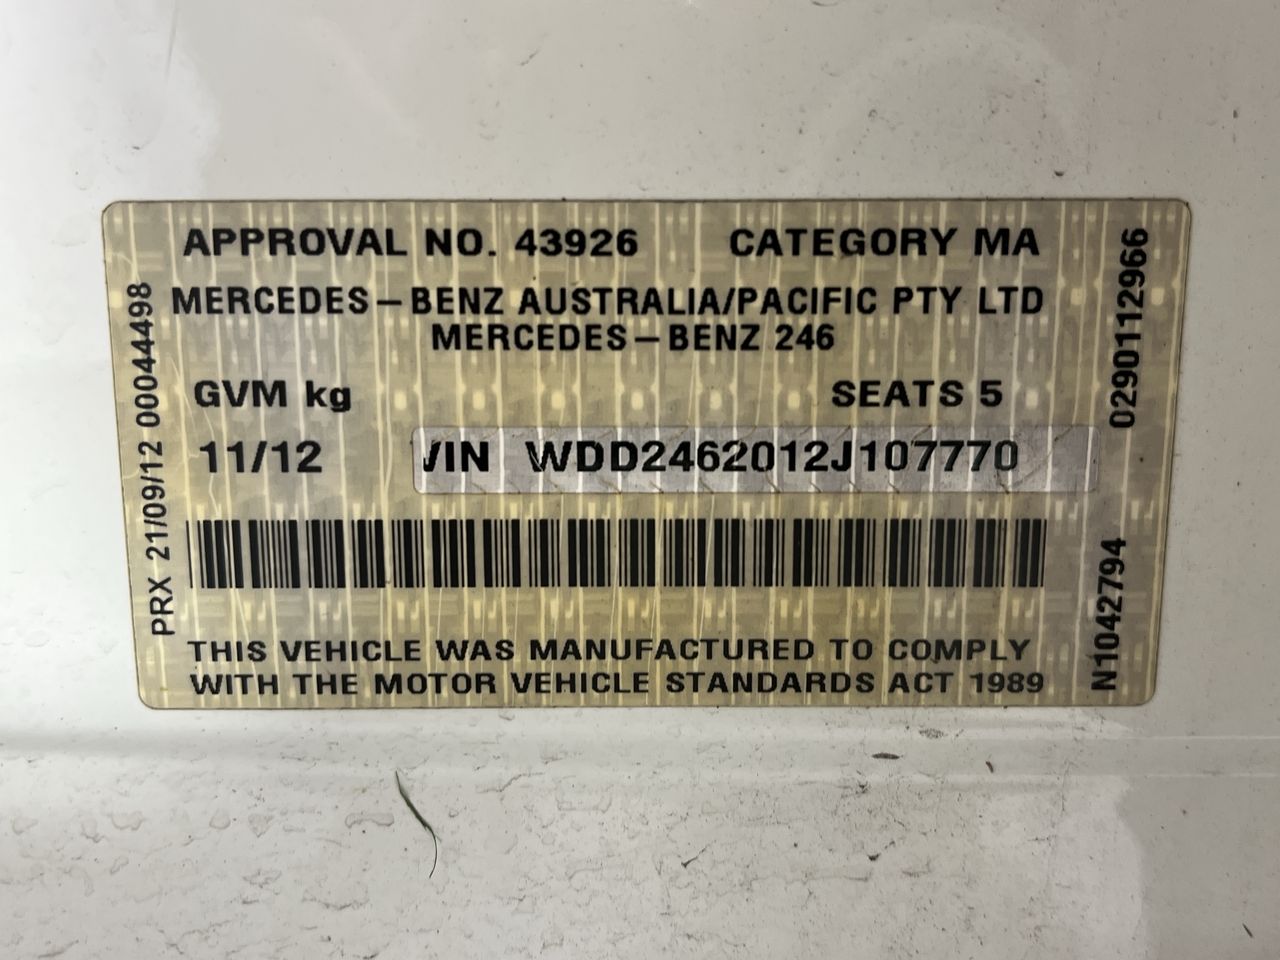 APPROVAL NO. 43926 CATEGORY MA
MERCEDES-BENZ AUSTRALIA/PACIFIC PTY LTD
MERCEDES-BENZ 246
GVM kg SEATS 5
11/12 VIN WDD2462012J107770
THIS VEHICLE WAS MANUFACTURED TO COMPLY
WITH THE MOTOR VEHICLE STANDARDS ACT 1989
PRX 21/09/12 00044498
N1042794 02901112966